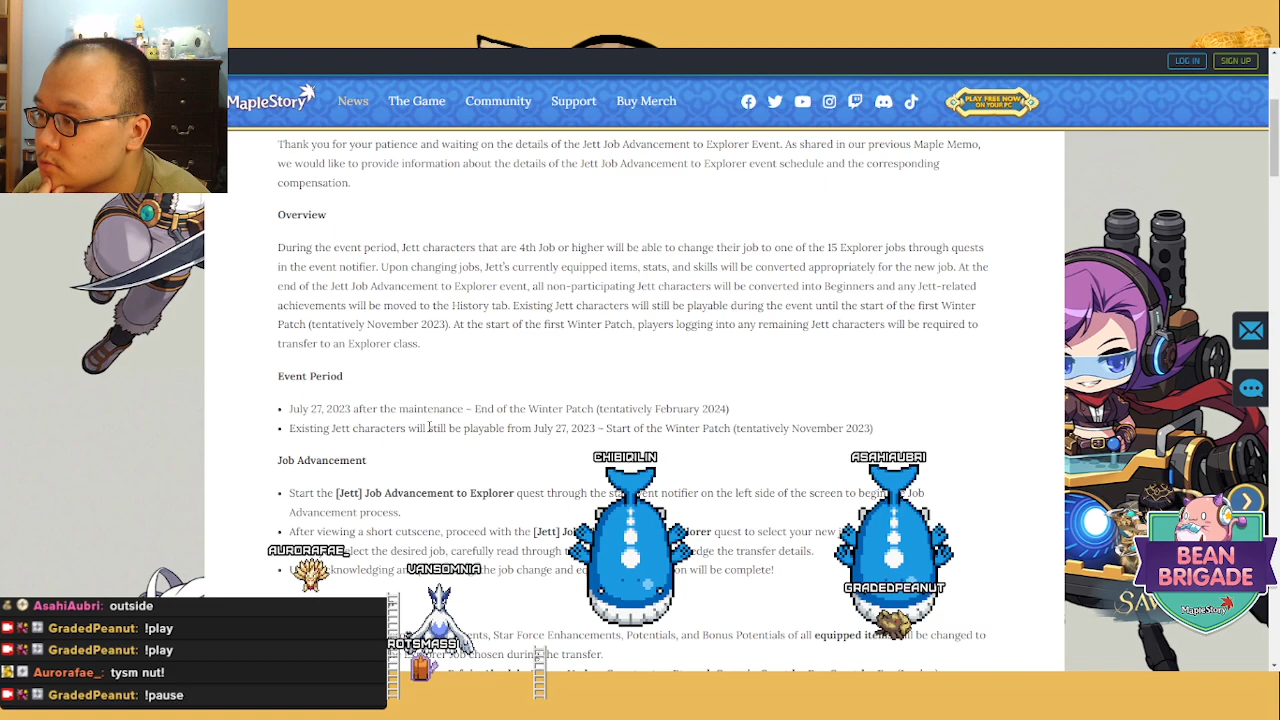 LOG IN
SIGN UP
MapleStory
News
The Game
Community
Support
Buy Merch
PLAY FREE NOW
ON YOUR PC
Thank you for your patience and waiting on the details of the Jett Job Advancement to Explorer Event. As shared in our previous Maple Memo,
we would like to provide information about the details of the Jett Job Advancement to Explorer event schedule and the corresponding
compensation.
Overview
During the event period, Jett characters that are 4th Job or higher will be able to change their job to one of the 15 Explorer jobs through quests
in the event notifier. Upon changing jobs, Jett's currently equipped items, stats, and skills will be converted appropriately for the new job. At the
end of the Jett Job Advancement to Explorer event, all non-participating Jett characters will be converted into Beginners and any Jett-related
achievements will be moved to the History tab. Existing Jett characters will still be playable during the event until the start of the first Winter
Patch (tentatively November 2023). At the start of the first Winter Patch, players logging into any remaining Jett characters will be required to
transfer to an Explorer class.
Event Period
• July 27, 2023 after the maintenance – End of the Winter Patch (tentatively February 2024)
• Existing Jett characters will still be playable from July 27, 2023 – Start of the Winter Patch (tentatively November 2023)
CHIBIQILIN
ASAHIAUBRI
Job Advancement
• Start the [Jett] Job Advancement to Explorer quest through the event notifier on the left side of the screen to Job
Advancement process.
• After viewing a short cutscene, proceed with the [Jett] quest to select your new
the desired job, carefully read through the transfer details.
AURORAFAE_
VANSOMNIA
GRADEDPEANUT
the job change and will be complete!
BEAN
BRIGADE
MapleStory
AsahiAubri: outside
GradedPeanut: !play
GradedPeanut: !play
Aurorafae_: tysm nut!
GradedPeanut: !pause
Star Force Enhancements, Potentials, and Bonus Potentials of all equipped be changed to
Explorer Job chosen during the transfer.